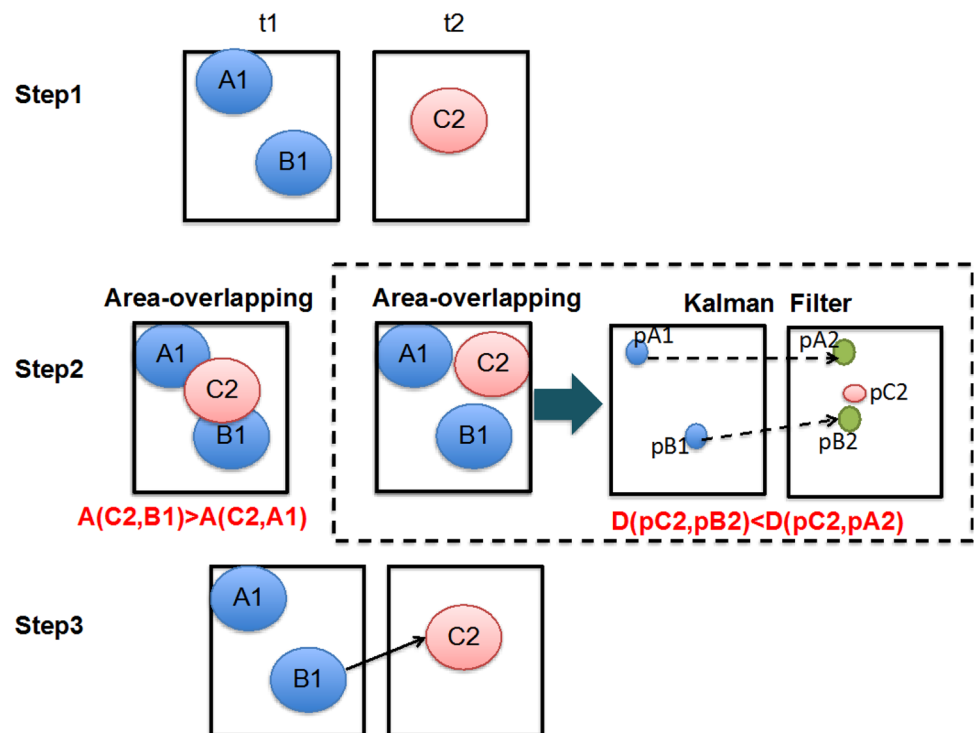 t1 t2
A1
Step1
C2
B1
Area-overlapping Area-overlapping Kalman Filter
A1 A1 C2 pA1 pA2
Step2
C2 pC2
B1 B1 pB1 pB2
A(C2,B1)>A(C2,A1) D(pC2,pB2)<D(pC2,pA2)
A1
Step3
C2
B1